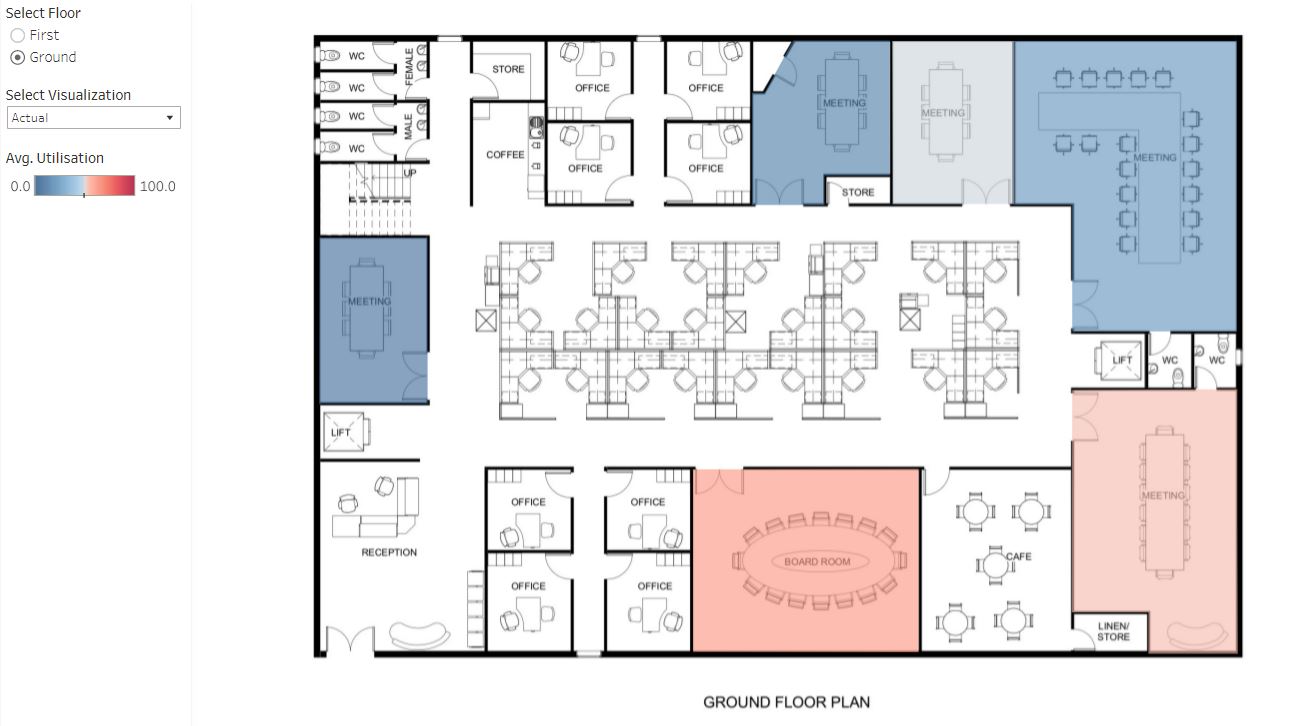 Select Floor
First
Ground
Select Visualization
Actual
Avg. Utilisation
0.0 100.0
WC
WC
WC
WC
FEMALE
MALE
UP
STORE
COFFEE
OFFICE
OFFICE
OFFICE
OFFICE
MEETING
STORE
MEETING
MEETING
MEETING
LIFT
LIFT
WC
WC
RECEPTION
OFFICE
OFFICE
OFFICE
OFFICE
BOARD ROOM
CAFE
MEETING
LINEN/
STORE
GROUND FLOOR PLAN